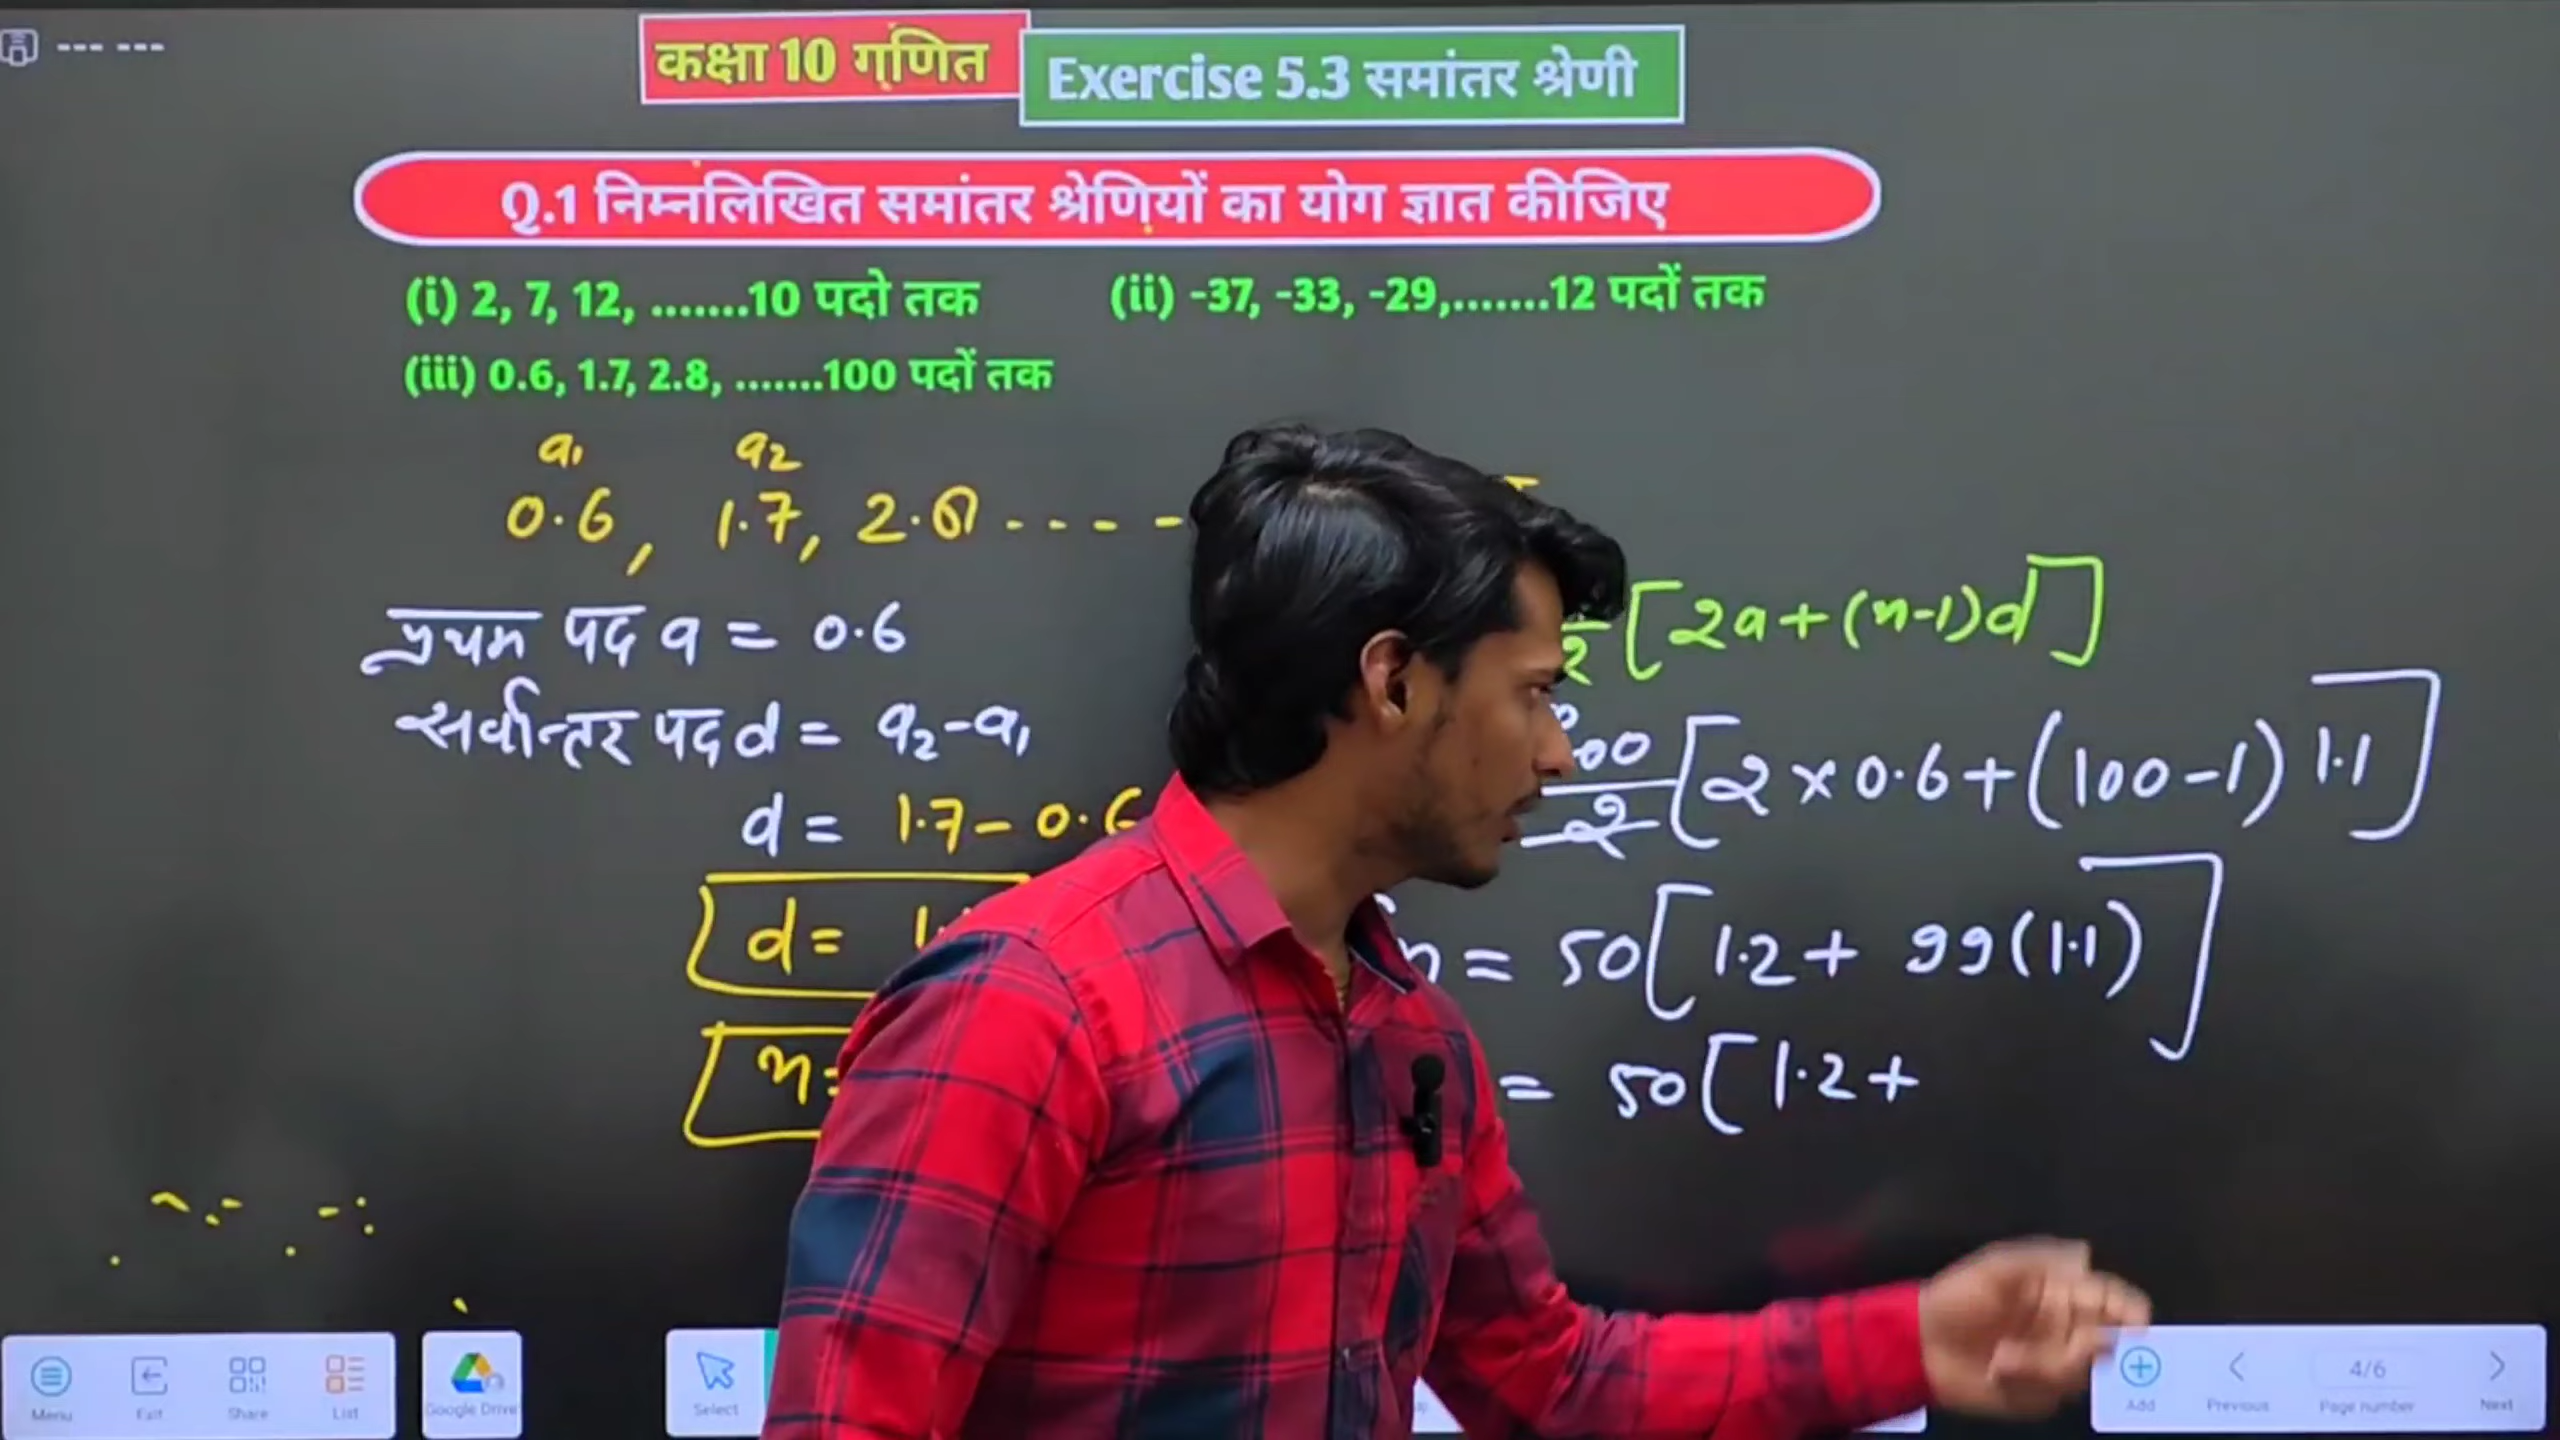 --- ---
कक्षा 10 गणित
Exercise 5.3 समांतर श्रेणी
Q.1 निम्नलिखित समांतर श्रेणियों का योग ज्ञात कीजिए
(i) 2, 7, 12, .......10 पदो तक
(ii) -37, -33, -29,.......12 पदों तक
(iii) 0.6, 1.7, 2.8, .......100 पदों तक
a₁ a₂
0.6, 1.7, 2.8 - - - -
प्रथम पद a = 0.6
सर्वान्तर पद d = a₂-a₁
d = 1.7 - 0.6
d =
n =
[2a+(n-1)d]
[2 × 0.6 + (100-1) 1.1]
n = 50[1.2 + 99(1.1)]
= 50[1.2+
Menu
Exit
Share
List
Google Drive
Select
Add
Previous
4/6
Page number
Next